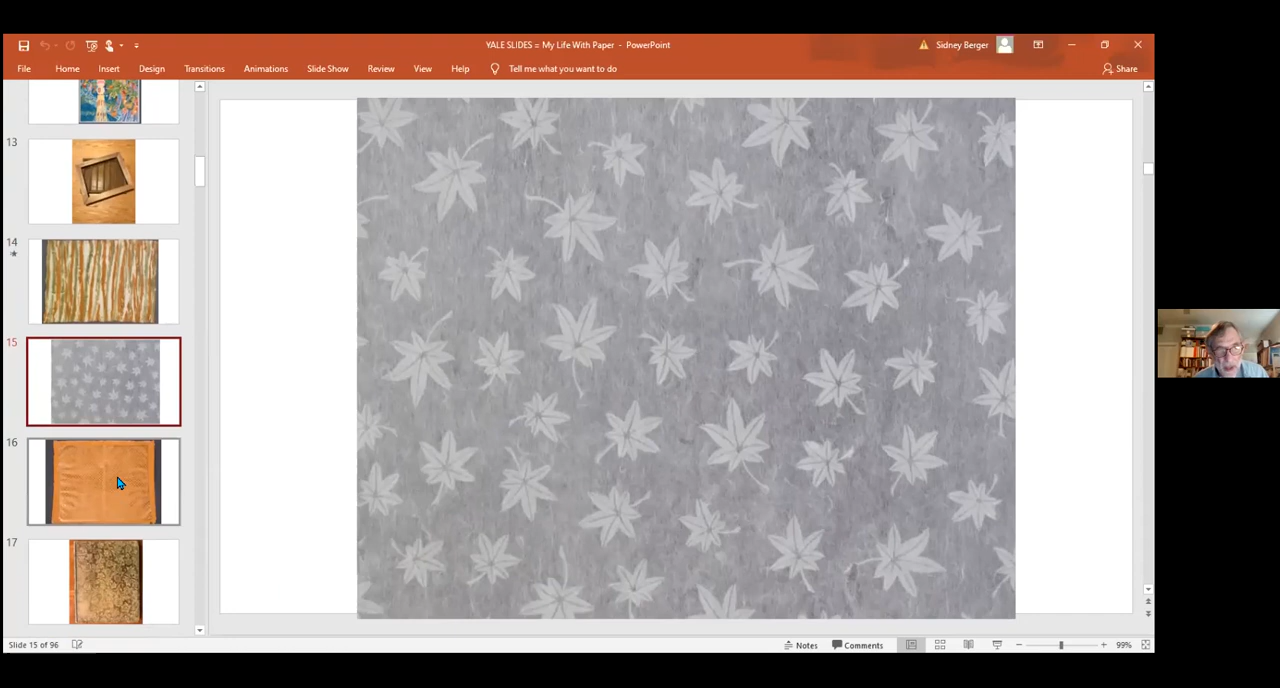 YALE SLIDES = My Life With Paper - PowerPoint
Sidney Berger
File Home Insert Design Transitions Animations Slide Show Review View Help Tell me what you want to do Share
13
14
15
16
17
Slide 15 of 96 Notes Comments 99%